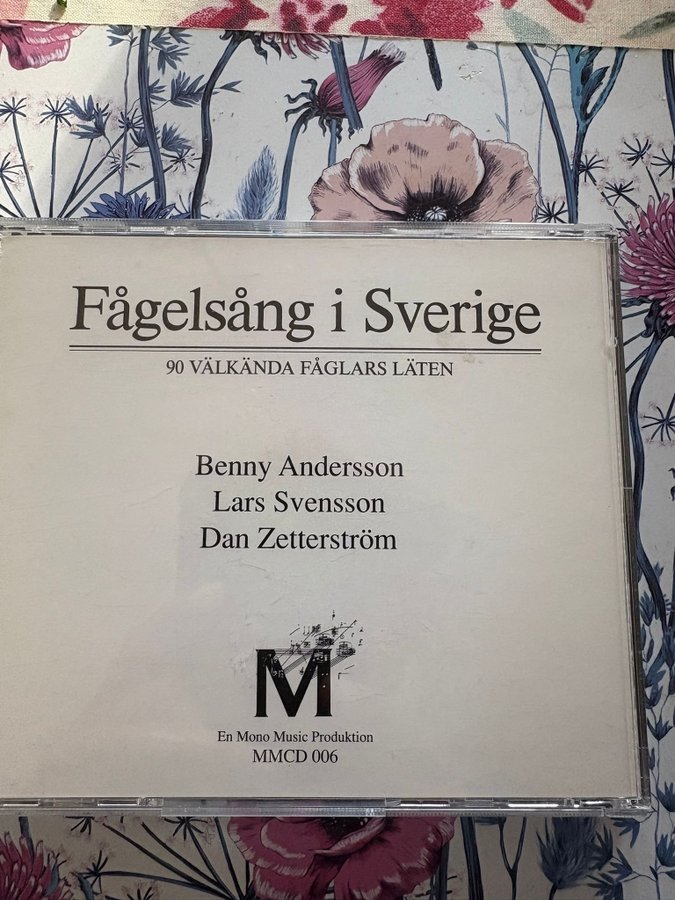 Fågelsång i Sverige
90 VÄLKÄNDA FÅGLARS LÄTEN
Benny Andersson
Lars Svensson
Dan Zetterström
M
En Mono Music Produktion
MMCD 006